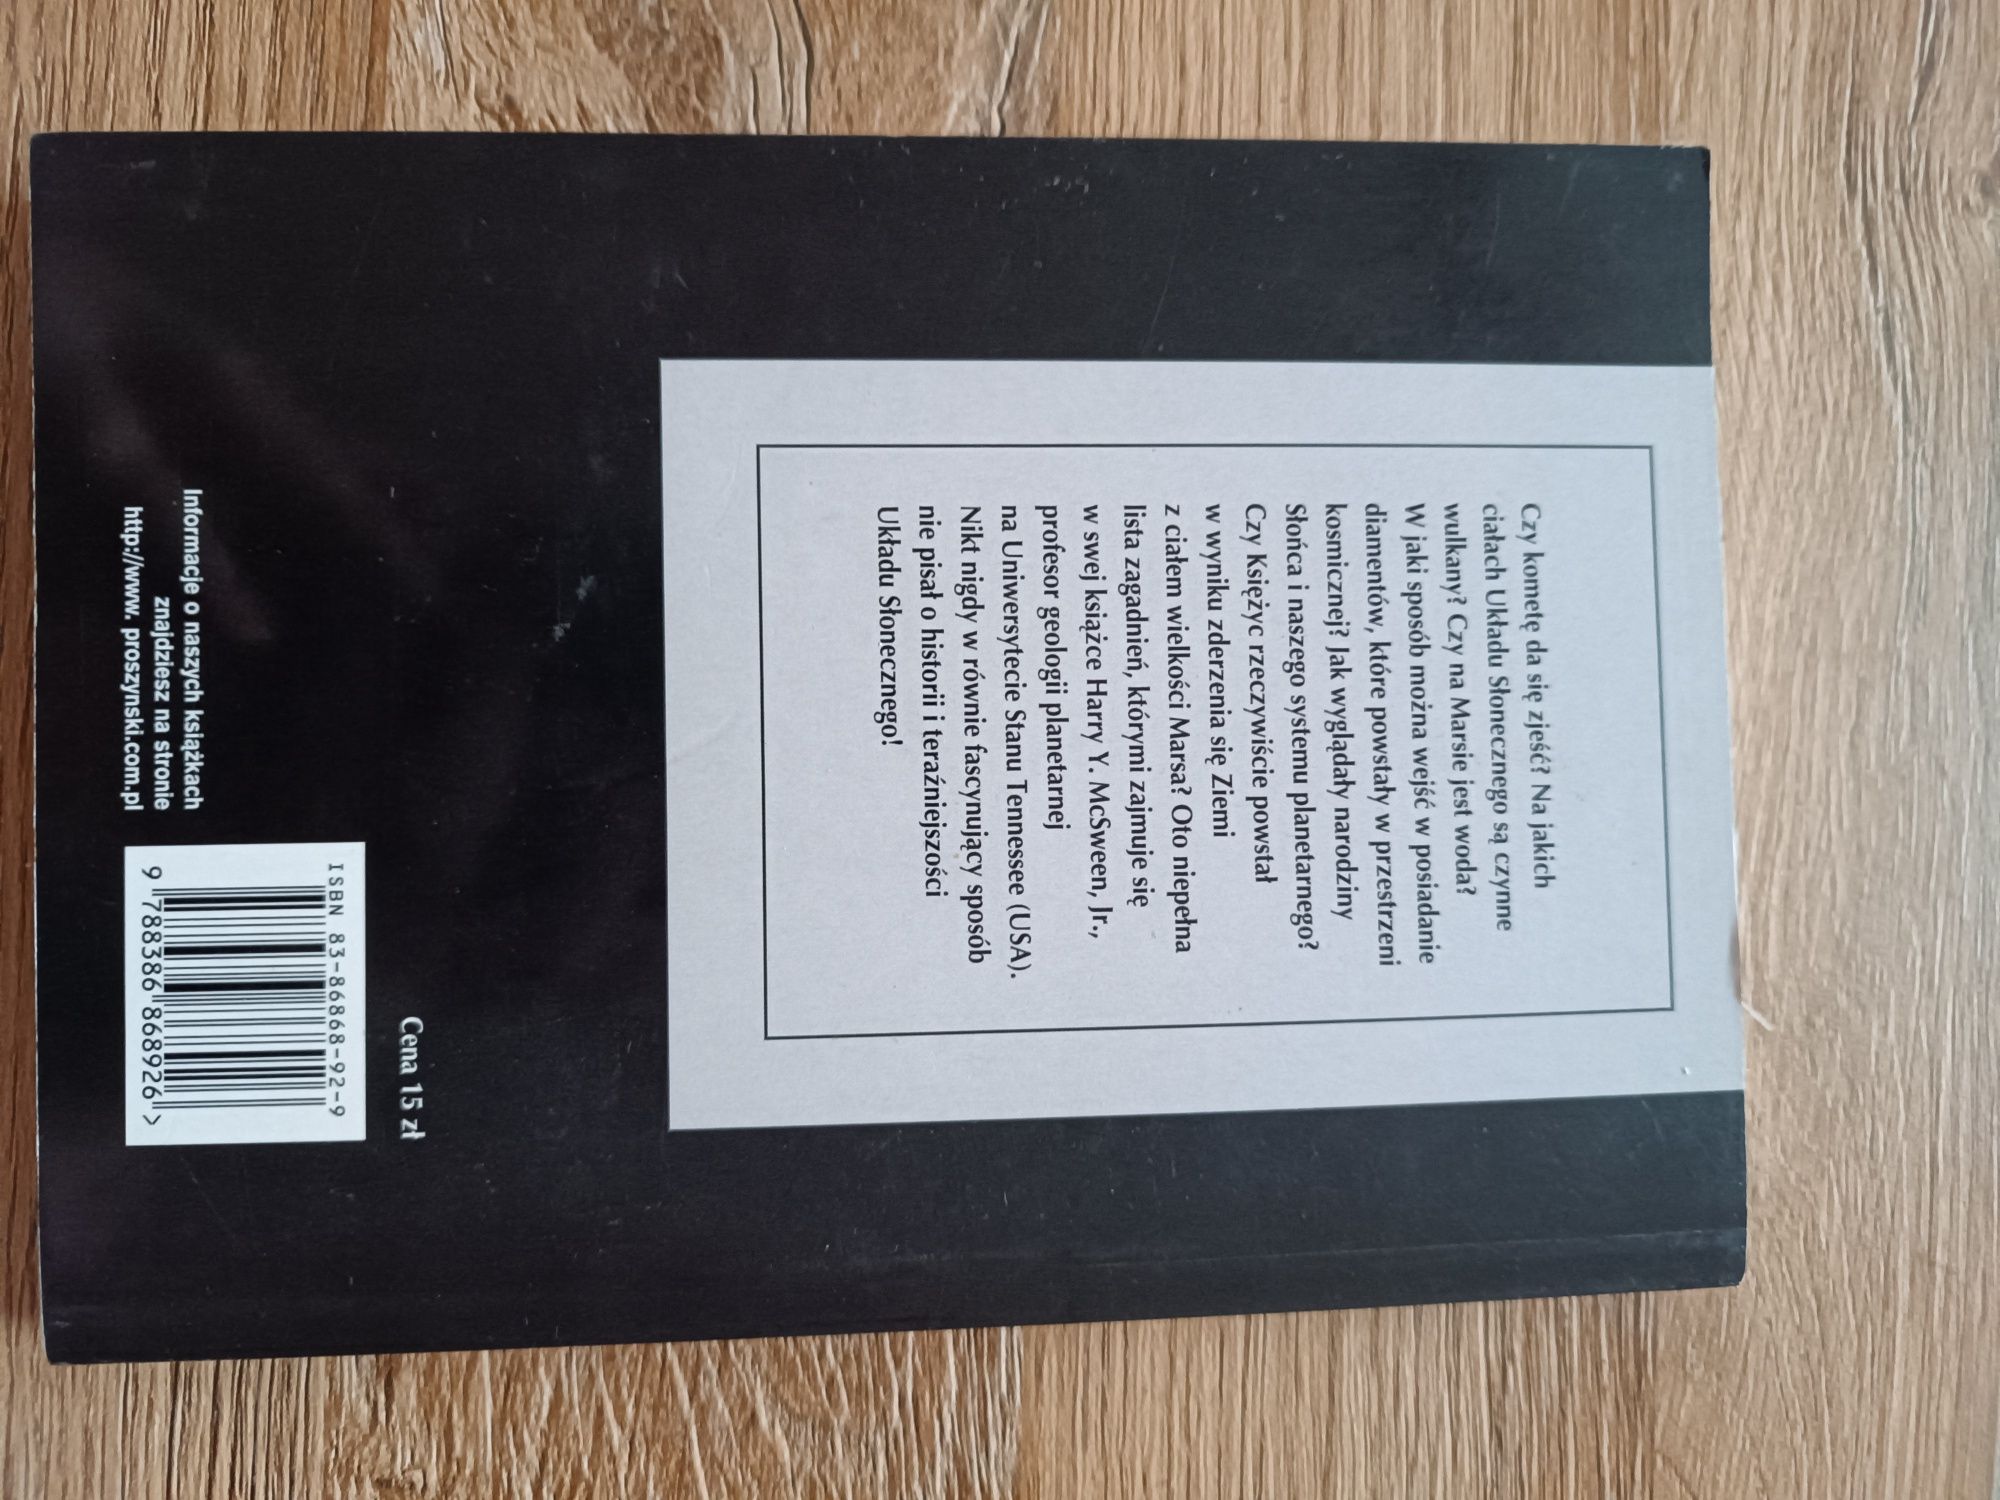 Czy kometę da się zjeść? Na jakich
ciałach Układu Słonecznego są czynne
wulkany? Czy na Marsie jest woda?
W jaki sposób można wejść w posiadanie
diamentów, które powstały w przestrzeni
kosmicznej? Jak wyglądały narodziny
Słońca i naszego systemu planetarnego?
Czy Księżyc rzeczywiście powstał
w wyniku zderzenia się Ziemi
z ciałem wielkości Marsa? Oto niepełna
lista zagadnień, którymi zajmuje się
w swej książce Harry Y. McSween, Jr.,
profesor geologii planetarnej
na Uniwersytecie Stanu Tennessee (USA).
Nikt nigdy w równie fascynujący sposób
nie pisał o historii i teraźniejszości
Układu Słonecznego!
Cena 15 zł
Informacje o naszych książkach
znajdziesz na stronie
http://www. proszynski.com.pl
ISBN 83-86868-92-9
9 788386 868926 >